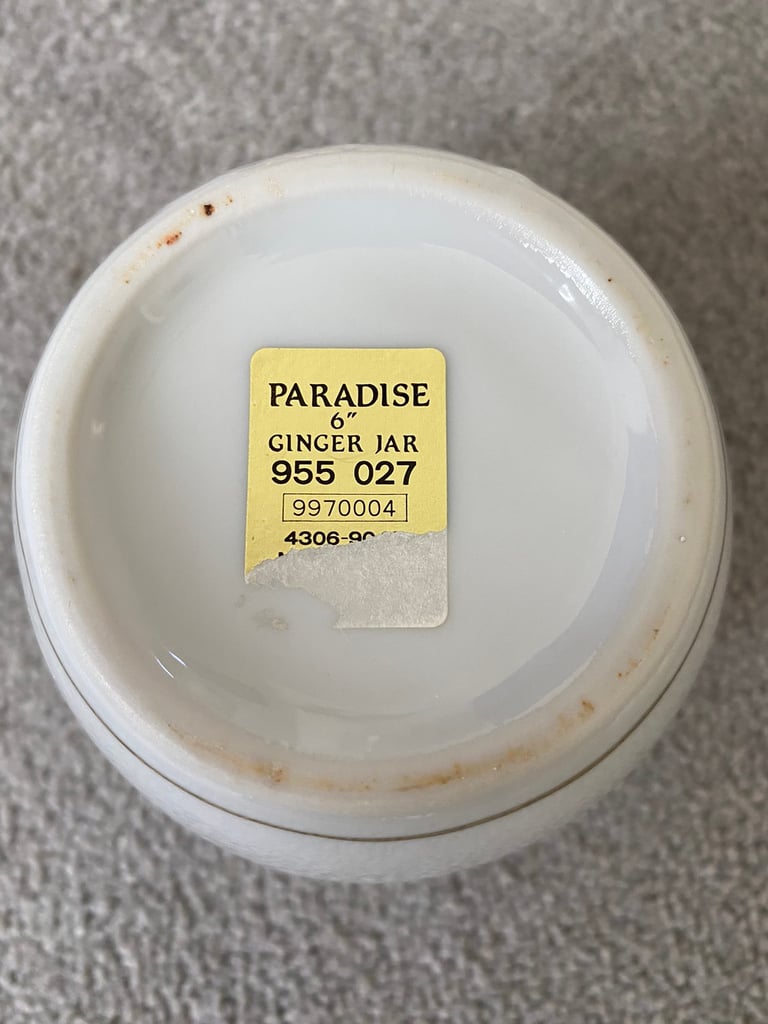 PARADISE
6"
GINGER JAR
955 027
9970004